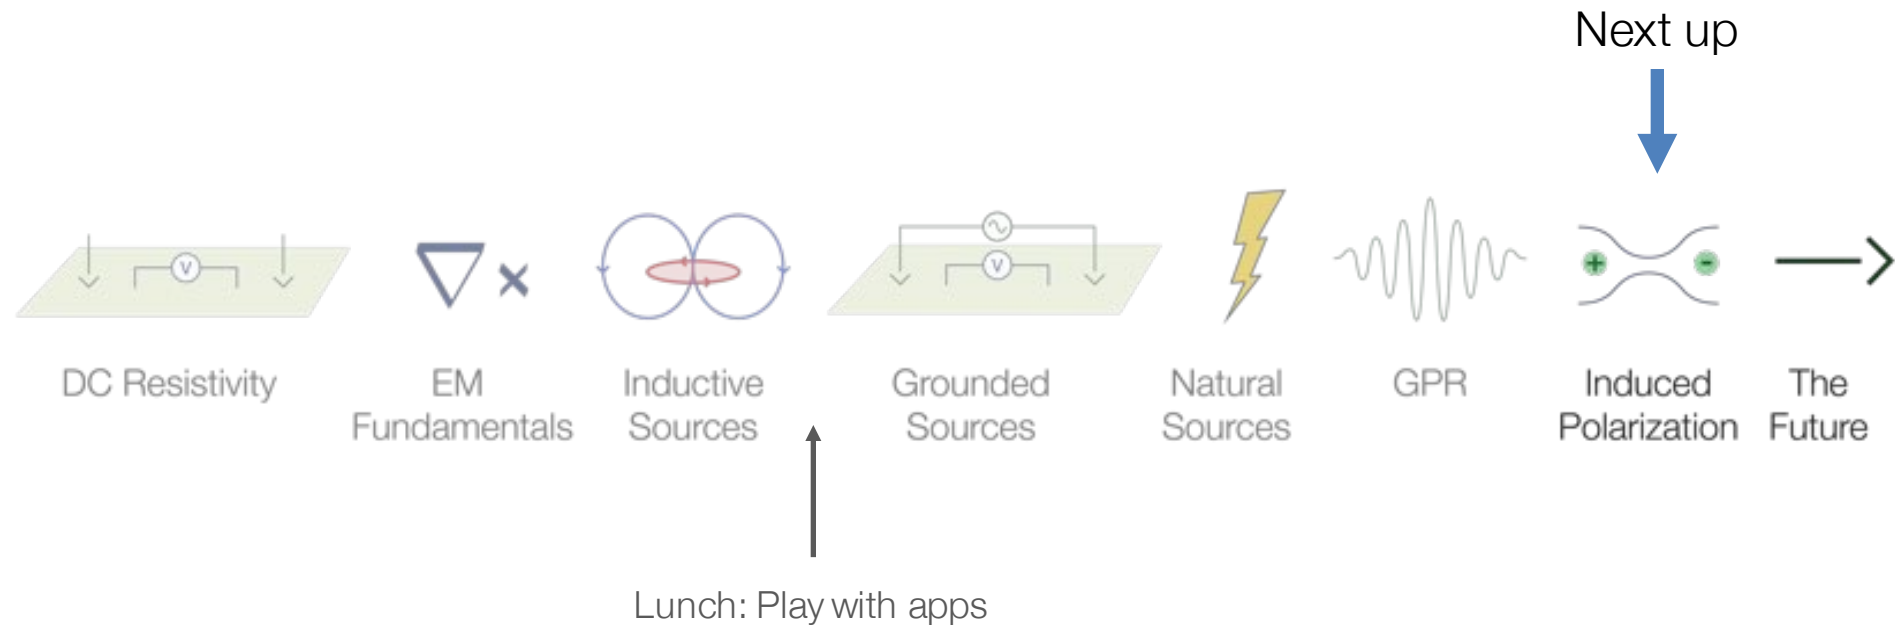 Next up
V
V
DC Resistivity
EM
Fundamentals
Inductive
Sources
Grounded
Sources
Natural
Sources
GPR
Induced
Polarization
The
Future
Lunch: Play with apps